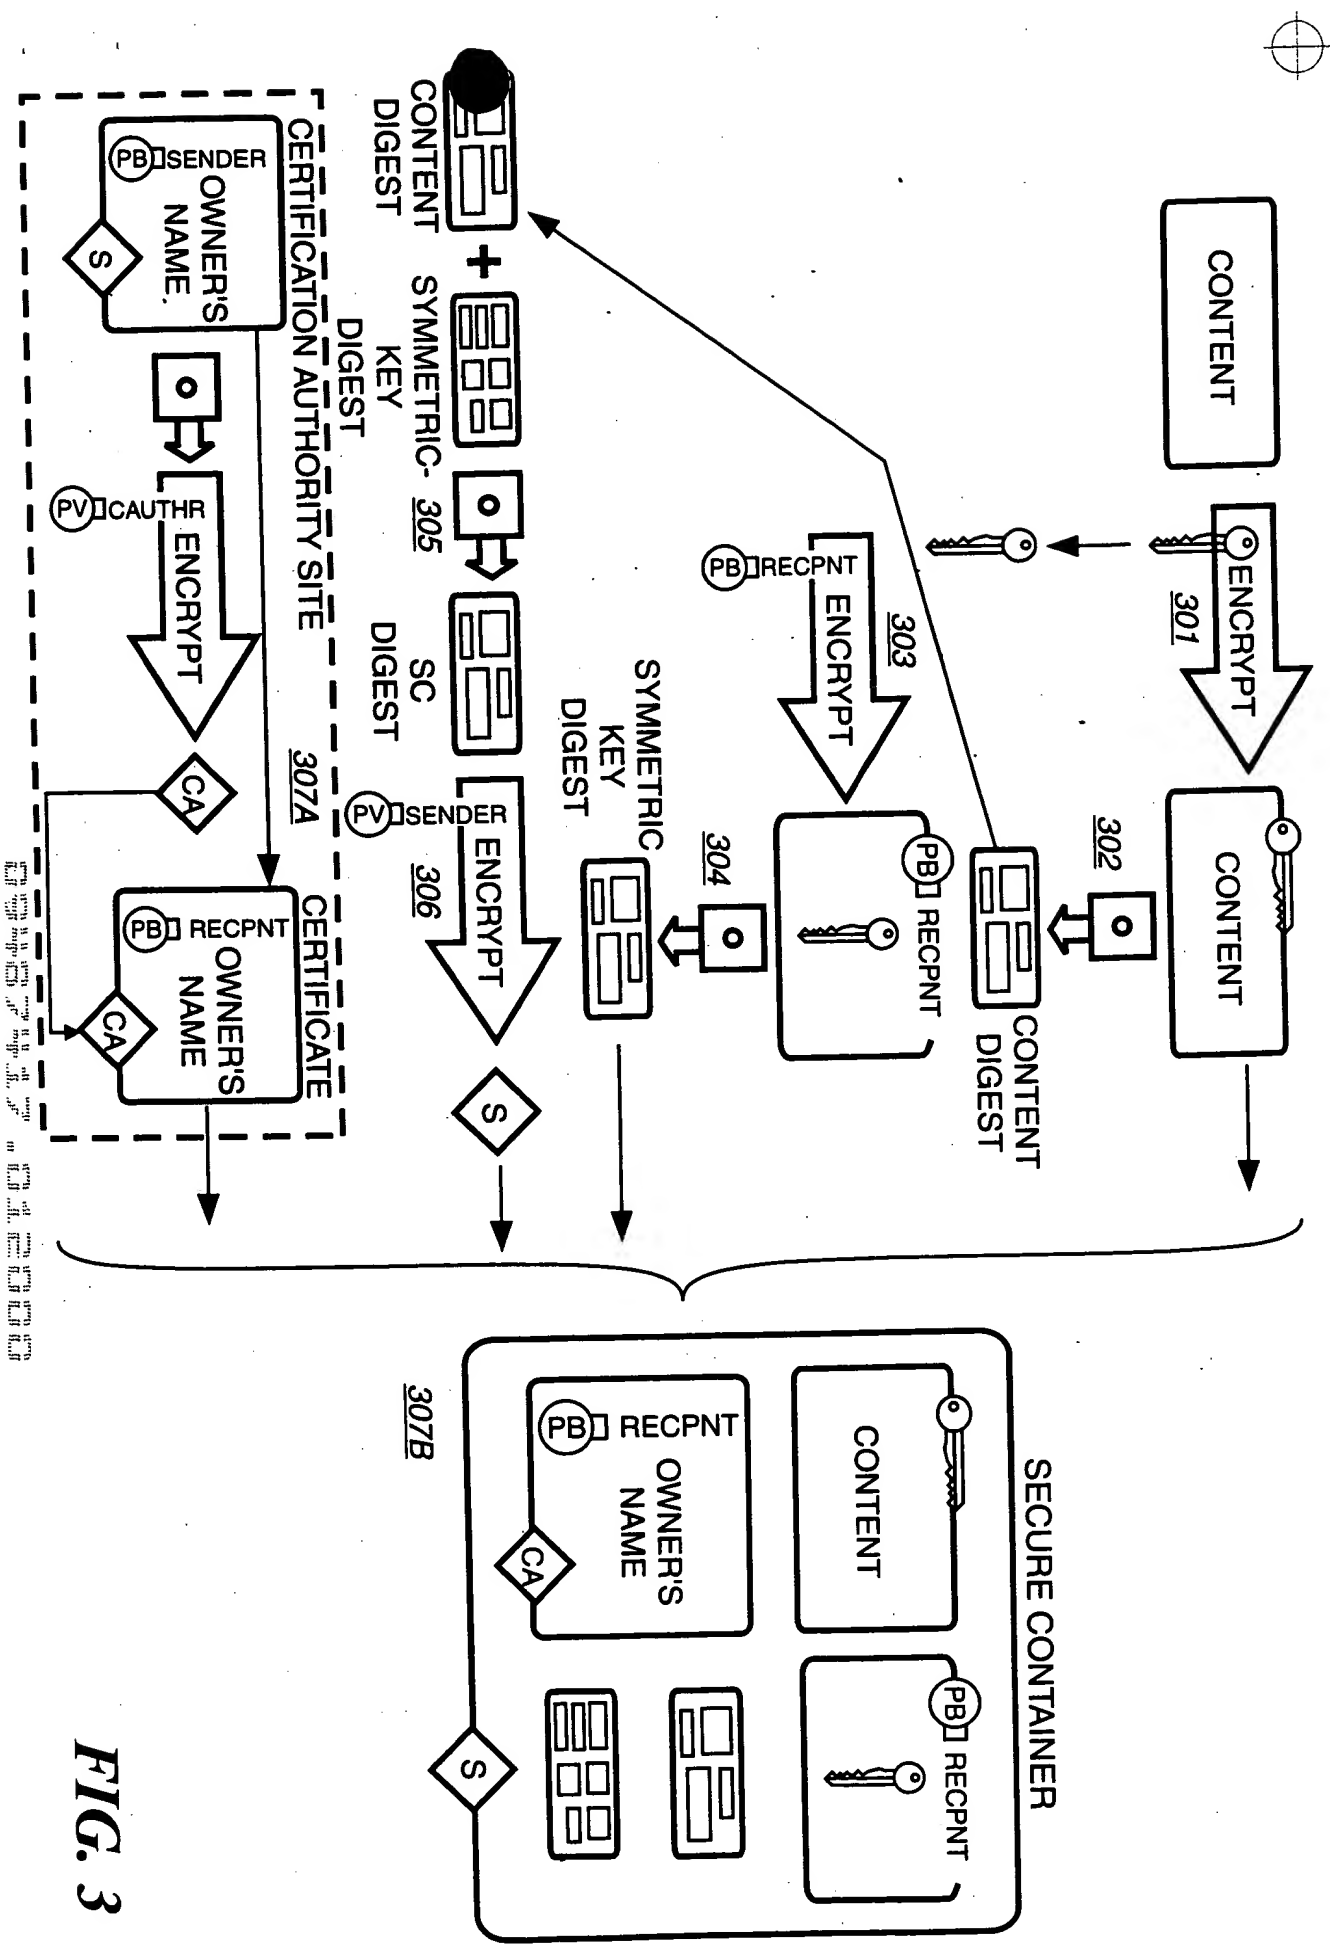 CONTENT
ENCRYPT
301
CONTENT
302
CONTENT
DIGEST
303
PB RECPNT
ENCRYPT
PB RECPNT
304
SYMMETRIC
KEY
DIGEST
CONTENT
DIGEST
+
SYMMETRIC-
KEY
DIGEST
305
SC
DIGEST
PV SENDER
ENCRYPT
306
S
CERTIFICATION AUTHORITY SITE
PB SENDER
OWNER'S
NAME
S
PV CAUTHR
ENCRYPT
CA
307A
CERTIFICATE
PB RECPNT
OWNER'S
NAME
CA
SECURE CONTAINER
CONTENT
PB RECPNT
PB RECPNT
OWNER'S
NAME
CA
S
307B
FIG. 3
09487417.012000